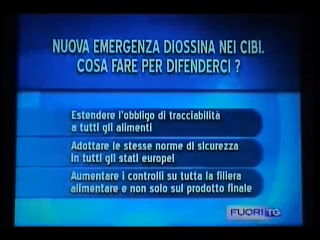 NUOVA EMERGENZA DIOSSINA NEI CIBI.
COSA FARE PER DIFENDERCI ?
Estendere l'obbligo di tracciabilità
a tutti gli alimenti
Adottare le stesse norme di sicurezza
in tutti gli stati europei
Aumentare i controlli su tutta la filiera
alimentare e non solo sul prodotto finale
FUORI TG